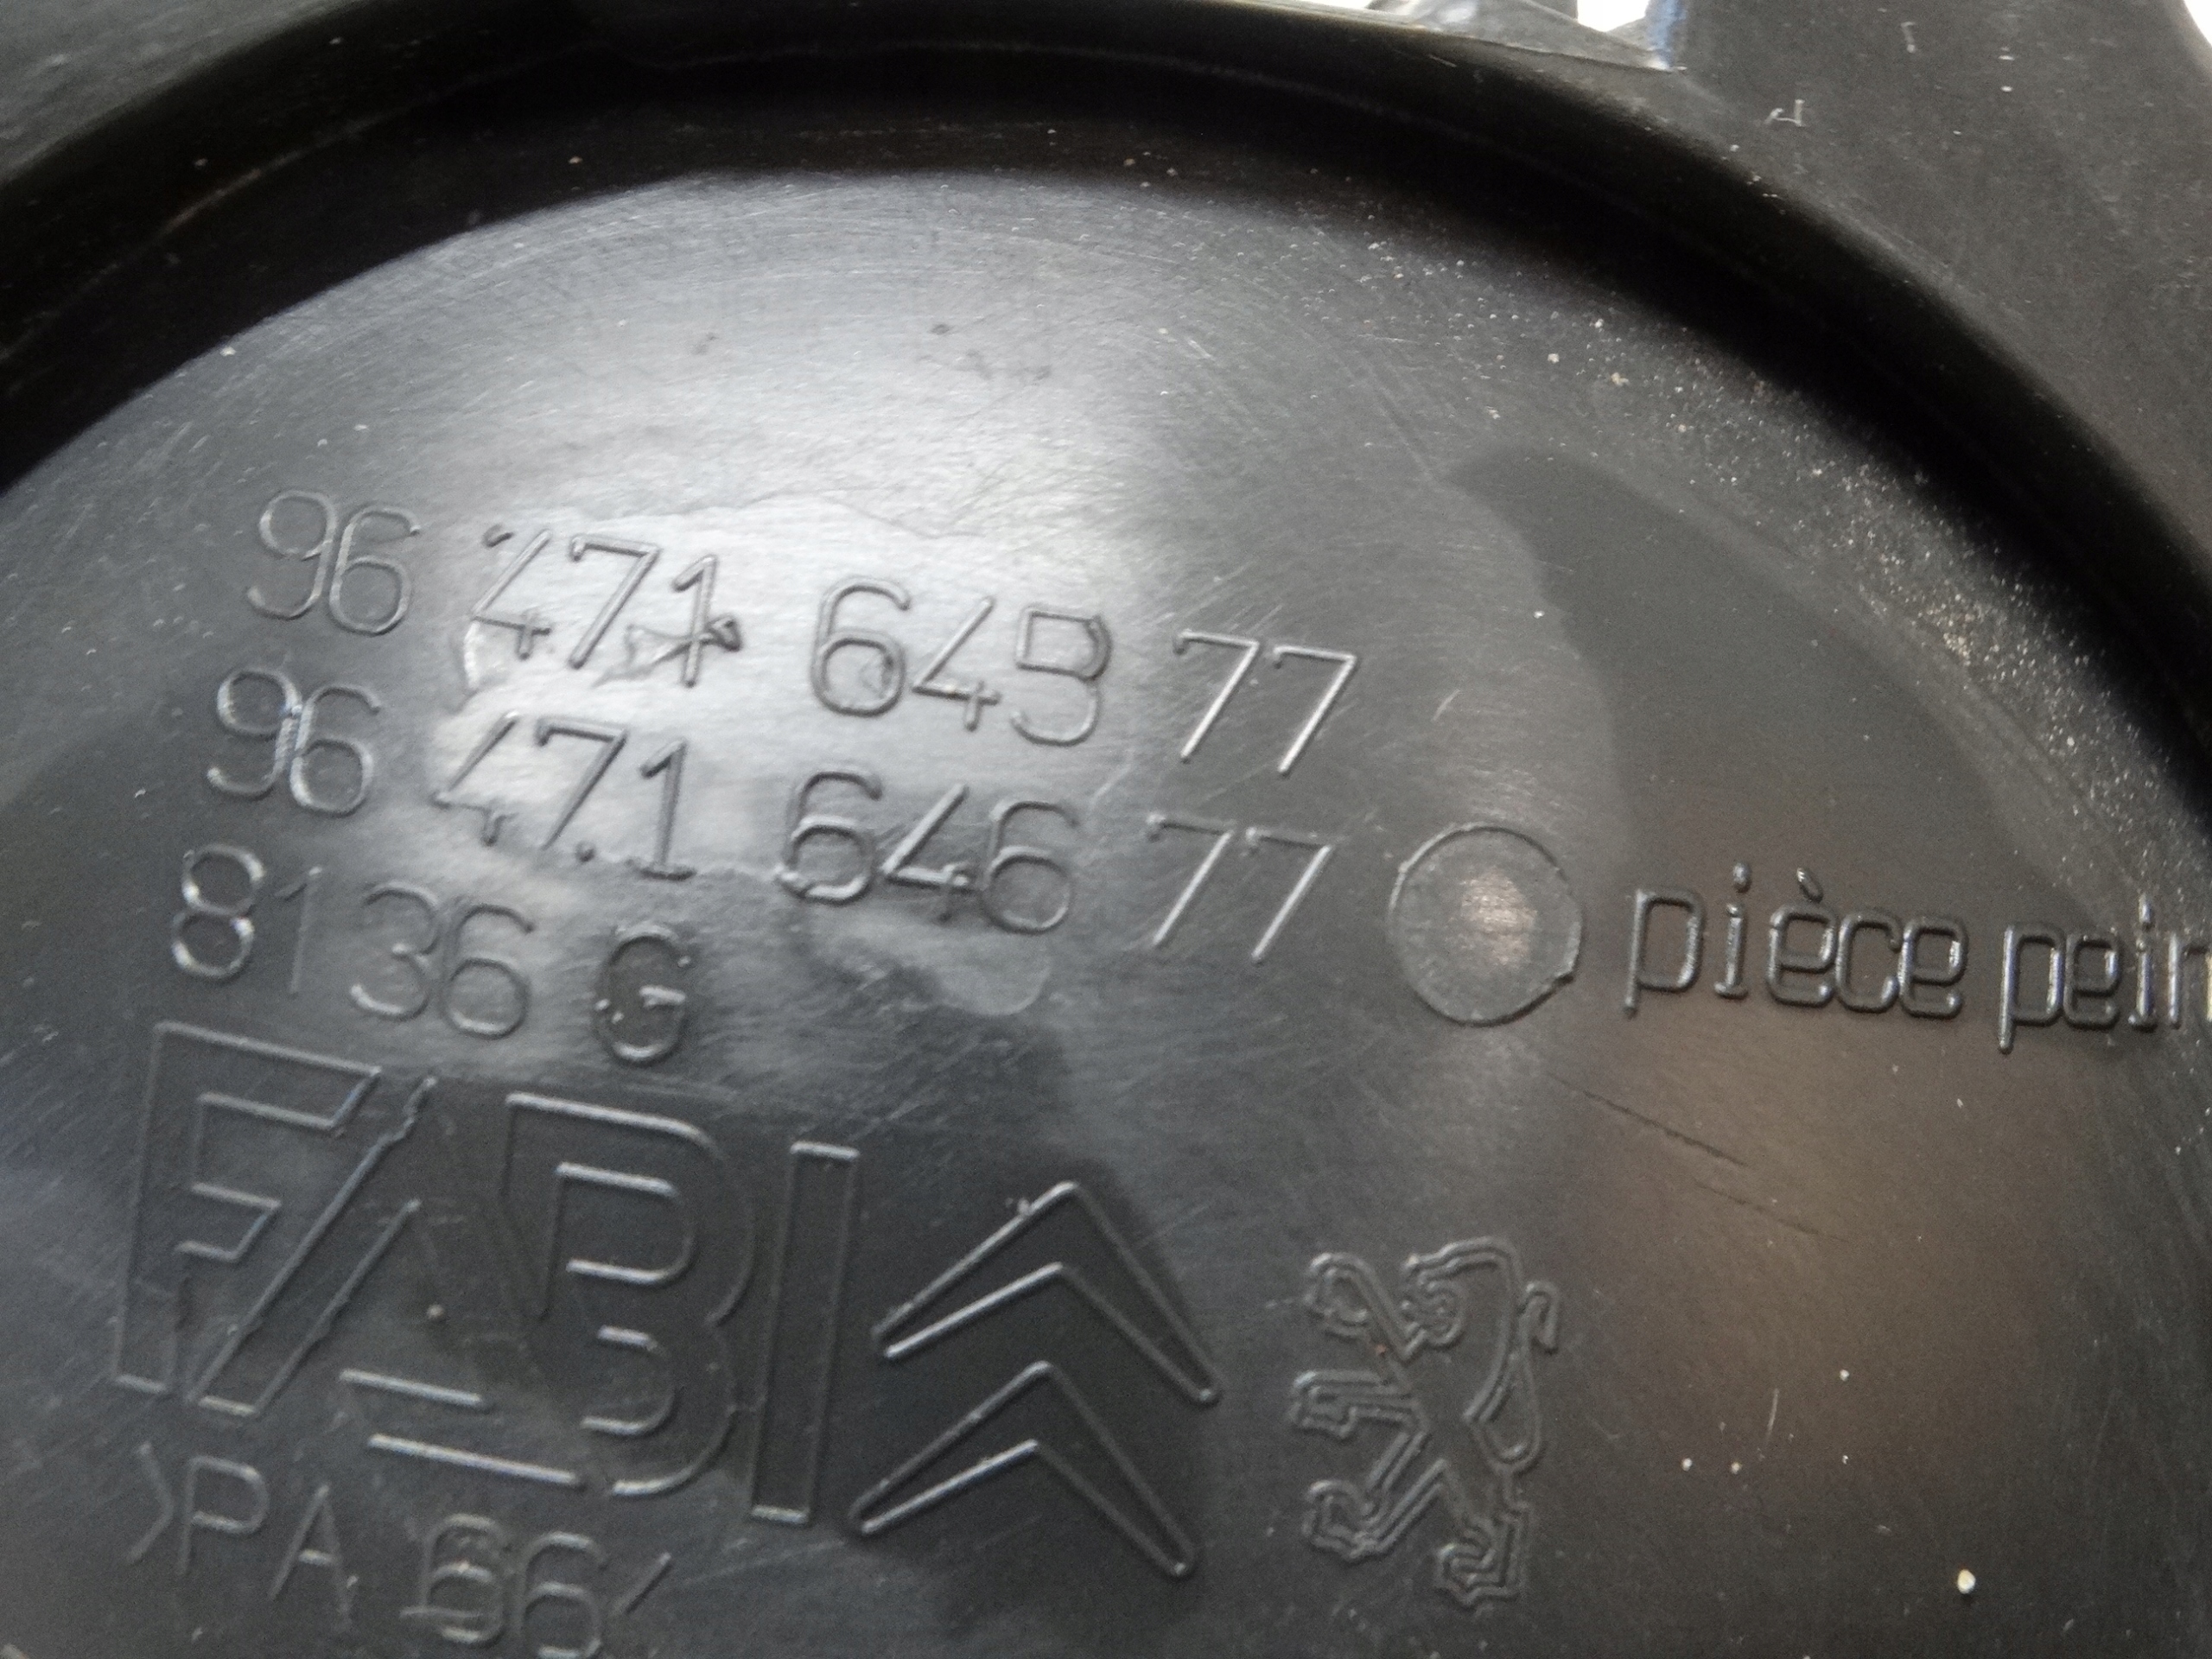 96 471 645 77
96 471 646 77
8136 G
pièce pein
FABI
>PA 66<